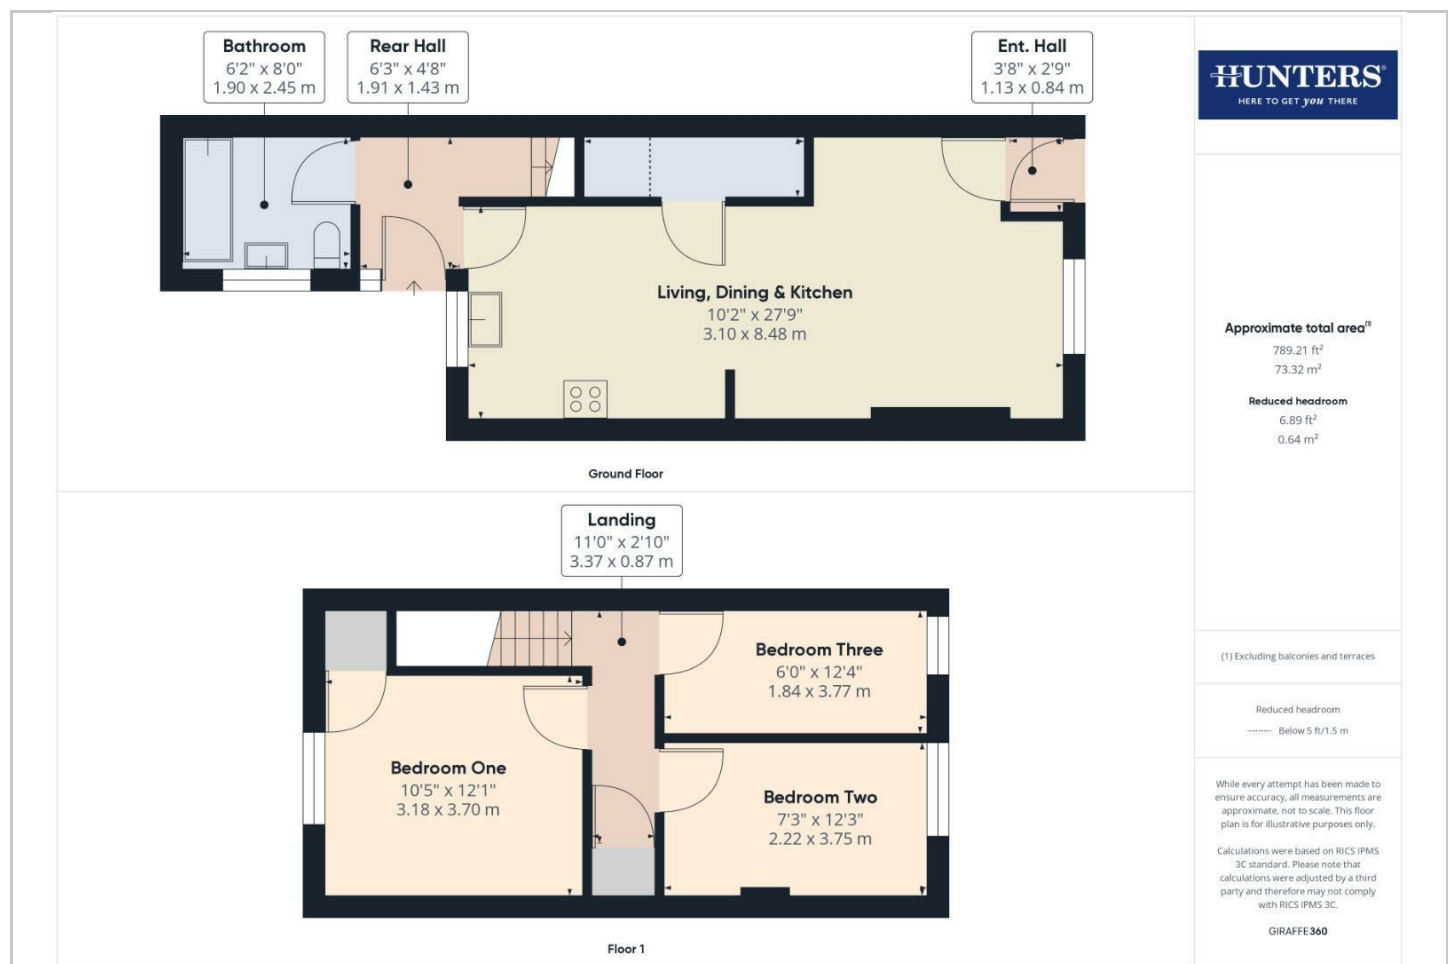 Bathroom
6'2" x 8'0"
1.90 x 2.45 m
Rear Hall
6'3" x 4'8"
1.91 x 1.43 m
Ent. Hall
3'8" x 2'9"
1.13 x 0.84 m
Living, Dining & Kitchen
10'2" x 27'9"
3.10 x 8.48 m
Ground Floor
Landing
11'0" x 2'10"
3.37 x 0.87 m
Bedroom Three
6'0" x 12'4"
1.84 x 3.77 m
Bedroom One
10'5" x 12'1"
3.18 x 3.70 m
Bedroom Two
7'3" x 12'3"
2.22 x 3.75 m
Floor 1
HUNTERS®
HERE TO GET you THERE
Approximate total area(1)
789.21 ft²
73.32 m²
Reduced headroom
6.89 ft²
0.64 m²
(1) Excluding balconies and terraces
Reduced headroom
Below 5 ft/1.5 m
While every attempt has been made to
ensure accuracy, all measurements are
approximate, not to scale. This floor
plan is for illustrative purposes only.
Calculations were based on RICS IPMS
3C standard. Please note that
calculations were adjusted by a third
party and therefore may not comply
with RICS IPMS 3C.
GIRAFFE360